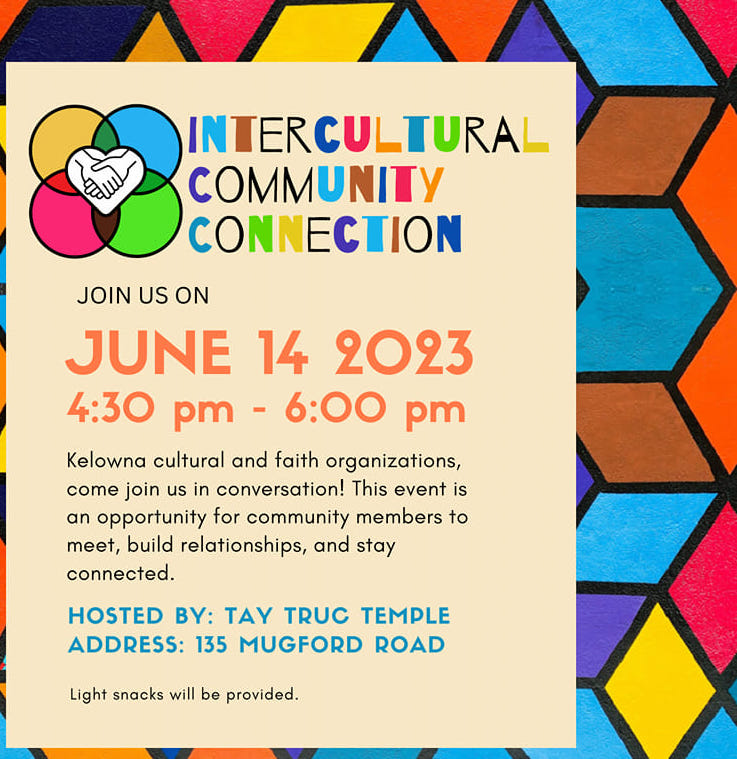 INTERCULTURAL
COMMUNITY
CONNECTION
JOIN US ON
JUNE 14 2023
4:30 pm - 6:00 pm
Kelowna cultural and faith organizations,
come join us in conversation! This event is
an opportunity for community members to
meet, build relationships, and stay
connected.
HOSTED BY: TAY TRUC TEMPLE
ADDRESS: 135 MUGFORD ROAD
Light snacks will be provided.